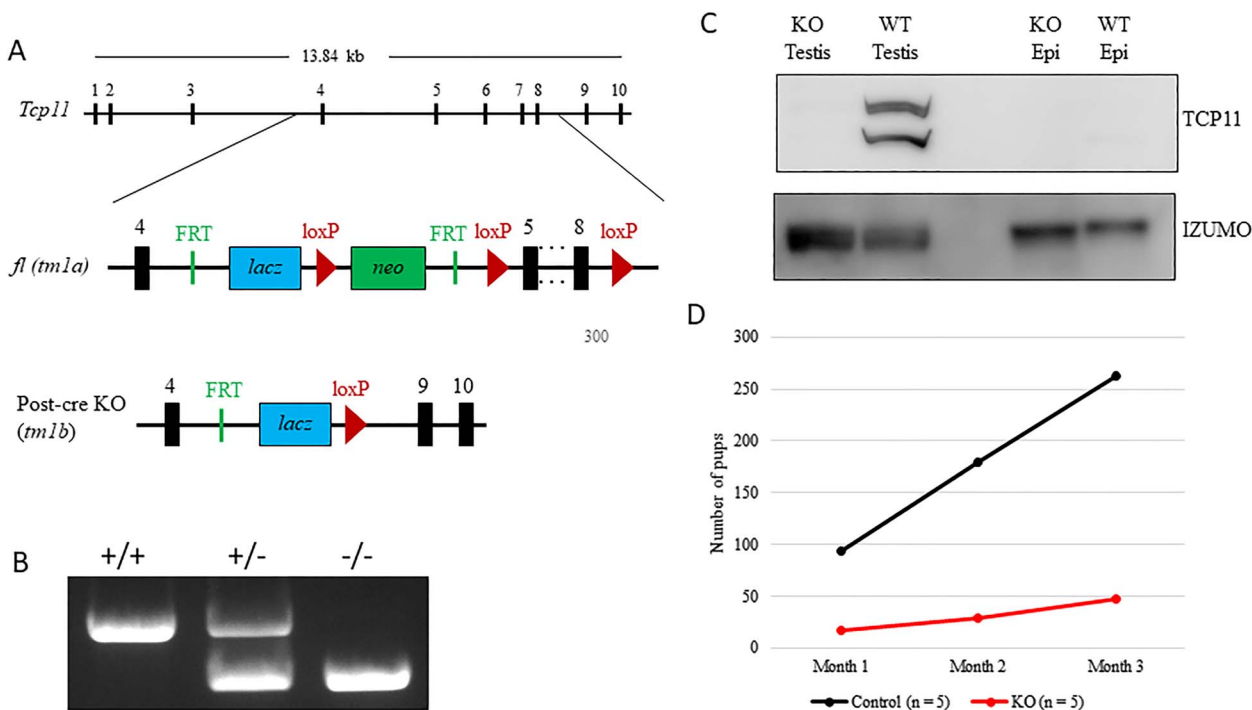 A
13.84 kb
Tcp11
1 2 3 4 5 6 7 8 9 10
4 FRT lacz loxP neo FRT loxP 5 8 loxP
fl (tm1a)
300
Post-cre KO
(tm1b)
4 FRT lacz loxP 9 10
B
+/+ +/- -/-
C
KO Testis
WT Testis
KO Epi
WT Epi
TCP11
IZUMO
D
Number of pups
300
250
200
150
100
50
0
Month 1 Month 2 Month 3
Control (n = 5) KO (n = 5)